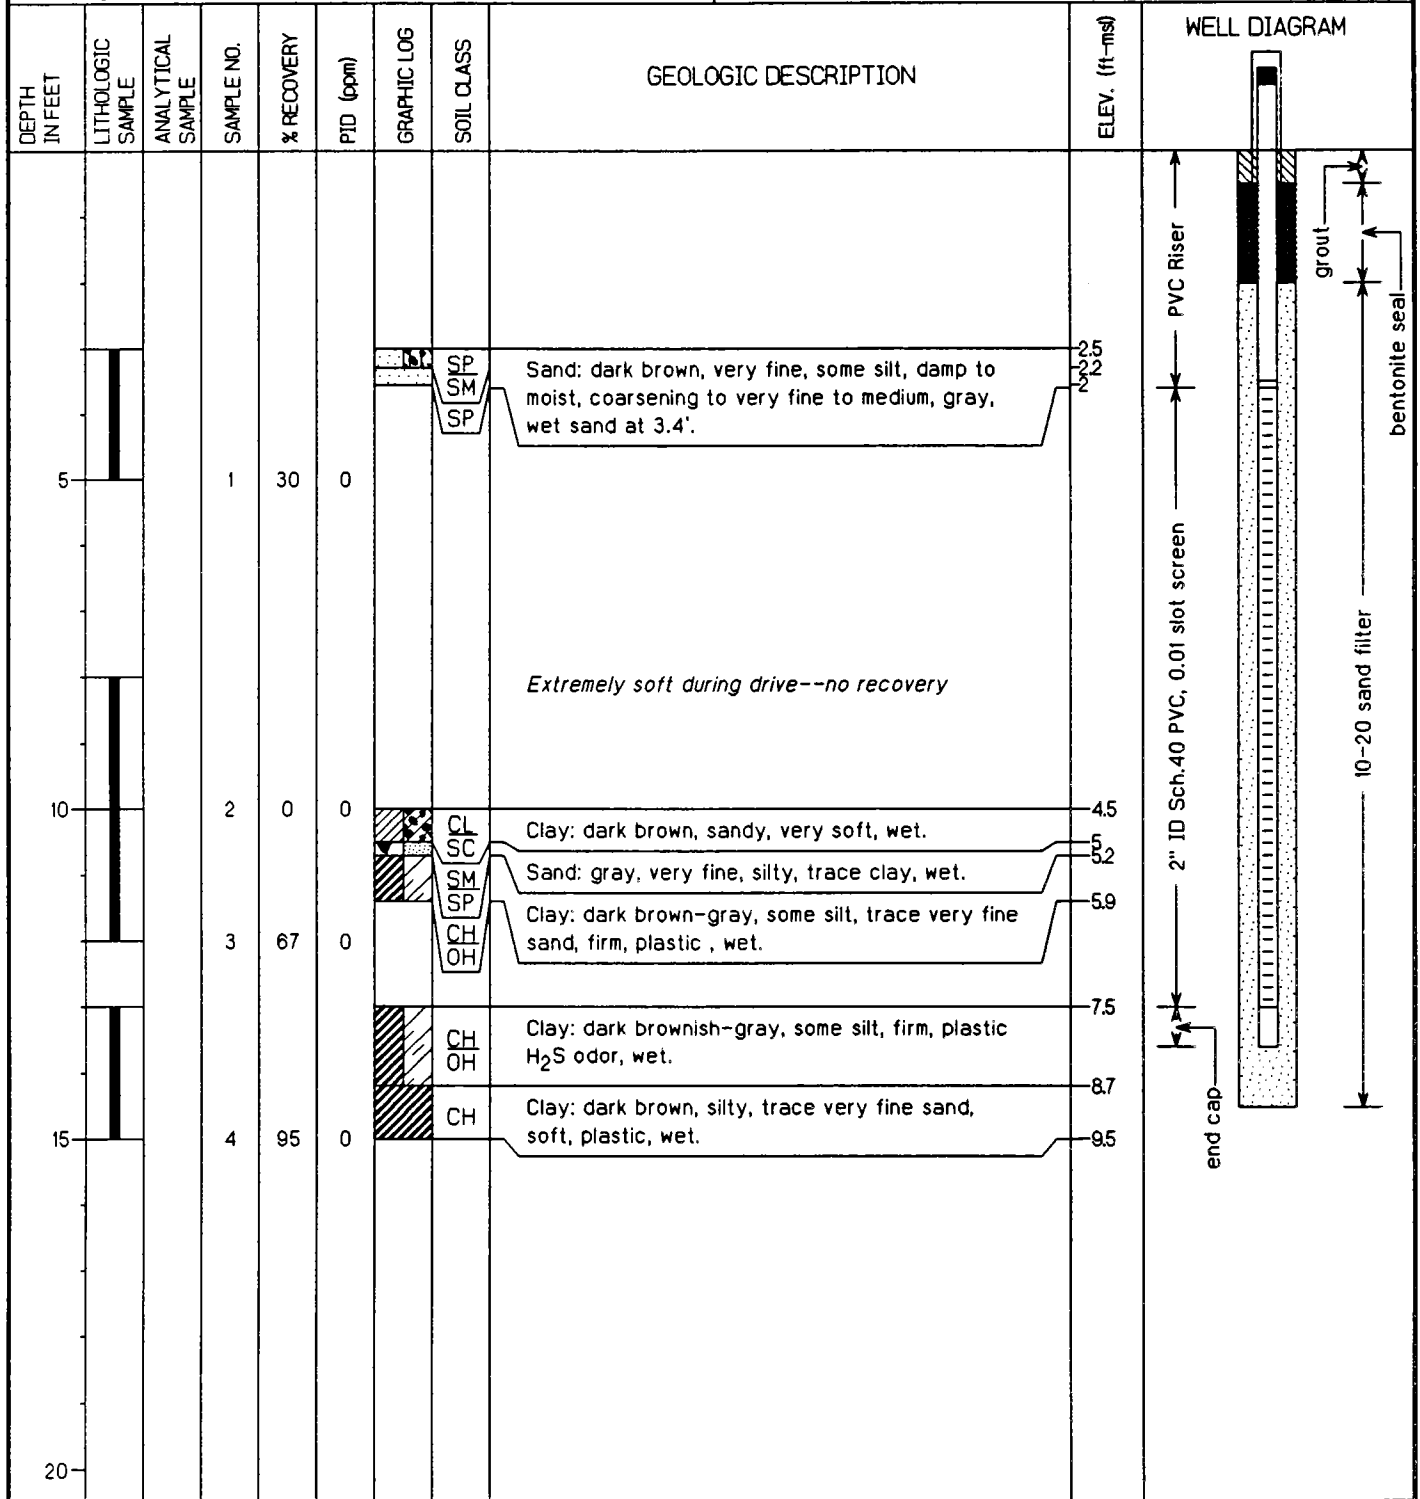 DEPTH
IN FEET
LITHOLOGIC
SAMPLE
ANALYTICAL
SAMPLE
SAMPLE NO.
% RECOVERY
PID (ppm)
GRAPHIC LOG
SOIL CLASS
GEOLOGIC DESCRIPTION
ELEV. (ft-msl)
WELL DIAGRAM
PVC Riser
grout
bentonite seal
2.5
2.2
2
SP
SM
SP
Sand: dark brown, very fine, some silt, damp to
moist, coarsening to very fine to medium, gray,
wet sand at 3.4'.
5 1 30 0
2" ID Sch.40 PVC, 0.01 slot screen
10-20 sand filter
Extremely soft during drive--no recovery
10 2 0 0
CL
SC
Clay: dark brown, sandy, very soft, wet.
-4.5
-5
-5.2
SM
SP
Sand: gray, very fine, silty, trace clay, wet.
-5.9
CH
OH
Clay: dark brown-gray, some silt, trace very fine
sand, firm, plastic , wet.
3 67 0
-7.5
CH
OH
Clay: dark brownish-gray, some silt, firm, plastic
H2S odor, wet.
-8.7
CH
Clay: dark brown, silty, trace very fine sand,
soft, plastic, wet.
15 4 95 0
-9.5
end cap
20